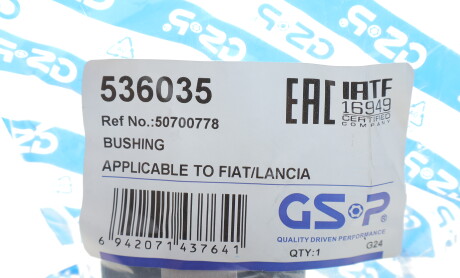 536035
Ref No.:50700778
BUSHING
APPLICABLE TO FIAT/LANCIA
6 942071 437641
EAC
IATF
16949
CERTIFIED
COMPANY
GS•P®
QUALITY DRIVEN PERFORMANCE
QTY:1 G24